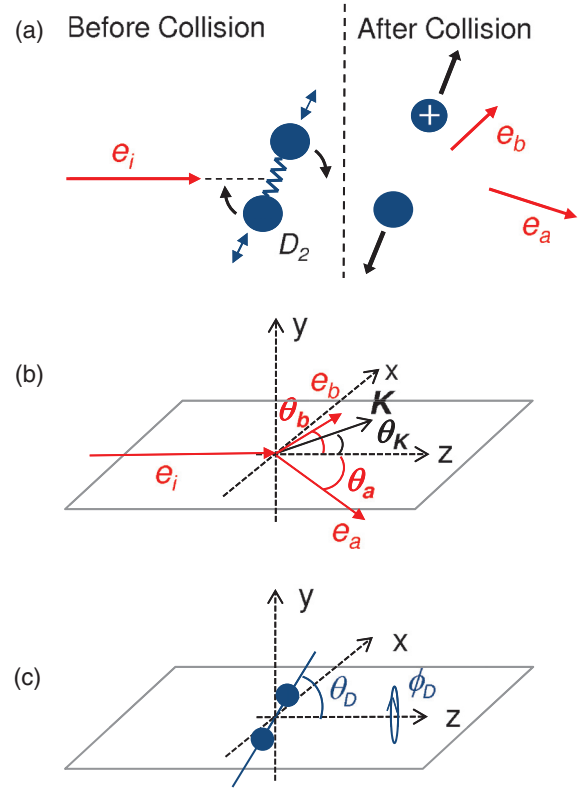 (a) Before Collision After Collision
e_i
D_2
+
e_b
e_a
(b)
y
x
e_b
K
θ_b
θ_K
z
e_i
θ_a
e_a
(c)
y
x
θ_D
ϕ_D
z